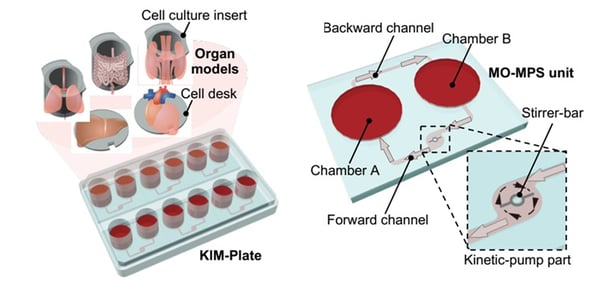 Cell culture insert
Organ
models
Cell desk
KIM-Plate
Backward channel
Chamber B
MO-MPS unit
Stirrer-bar
Chamber A
Forward channel
Kinetic-pump part